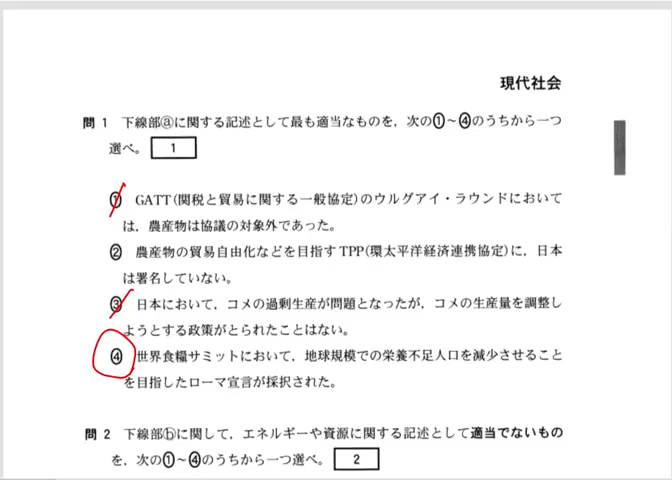 現代社会
問 1 下線部ⓐに関する記述として最も適当なものを，次の①～④のうちから一つ
選べ。 1
① GATT(関税と貿易に関する一般協定)のウルグアイ・ラウンドにおいて
は，農産物は協議の対象外であった。
② 農産物の貿易自由化などを目指すTPP(環太平洋経済連携協定)に，日本
は署名していない。
③ 日本において，コメの過剰生産が問題となったが，コメの生産量を調整し
ようとする政策がとられたことはない。
④ 世界食糧サミットにおいて，地球規模での栄養不足人口を減少させること
を目指したローマ宣言が採択された。
問 2 下線部ⓑに関して，エネルギーや資源に関する記述として適当でないもの
を，次の①～④のうちから一つ選べ。 2